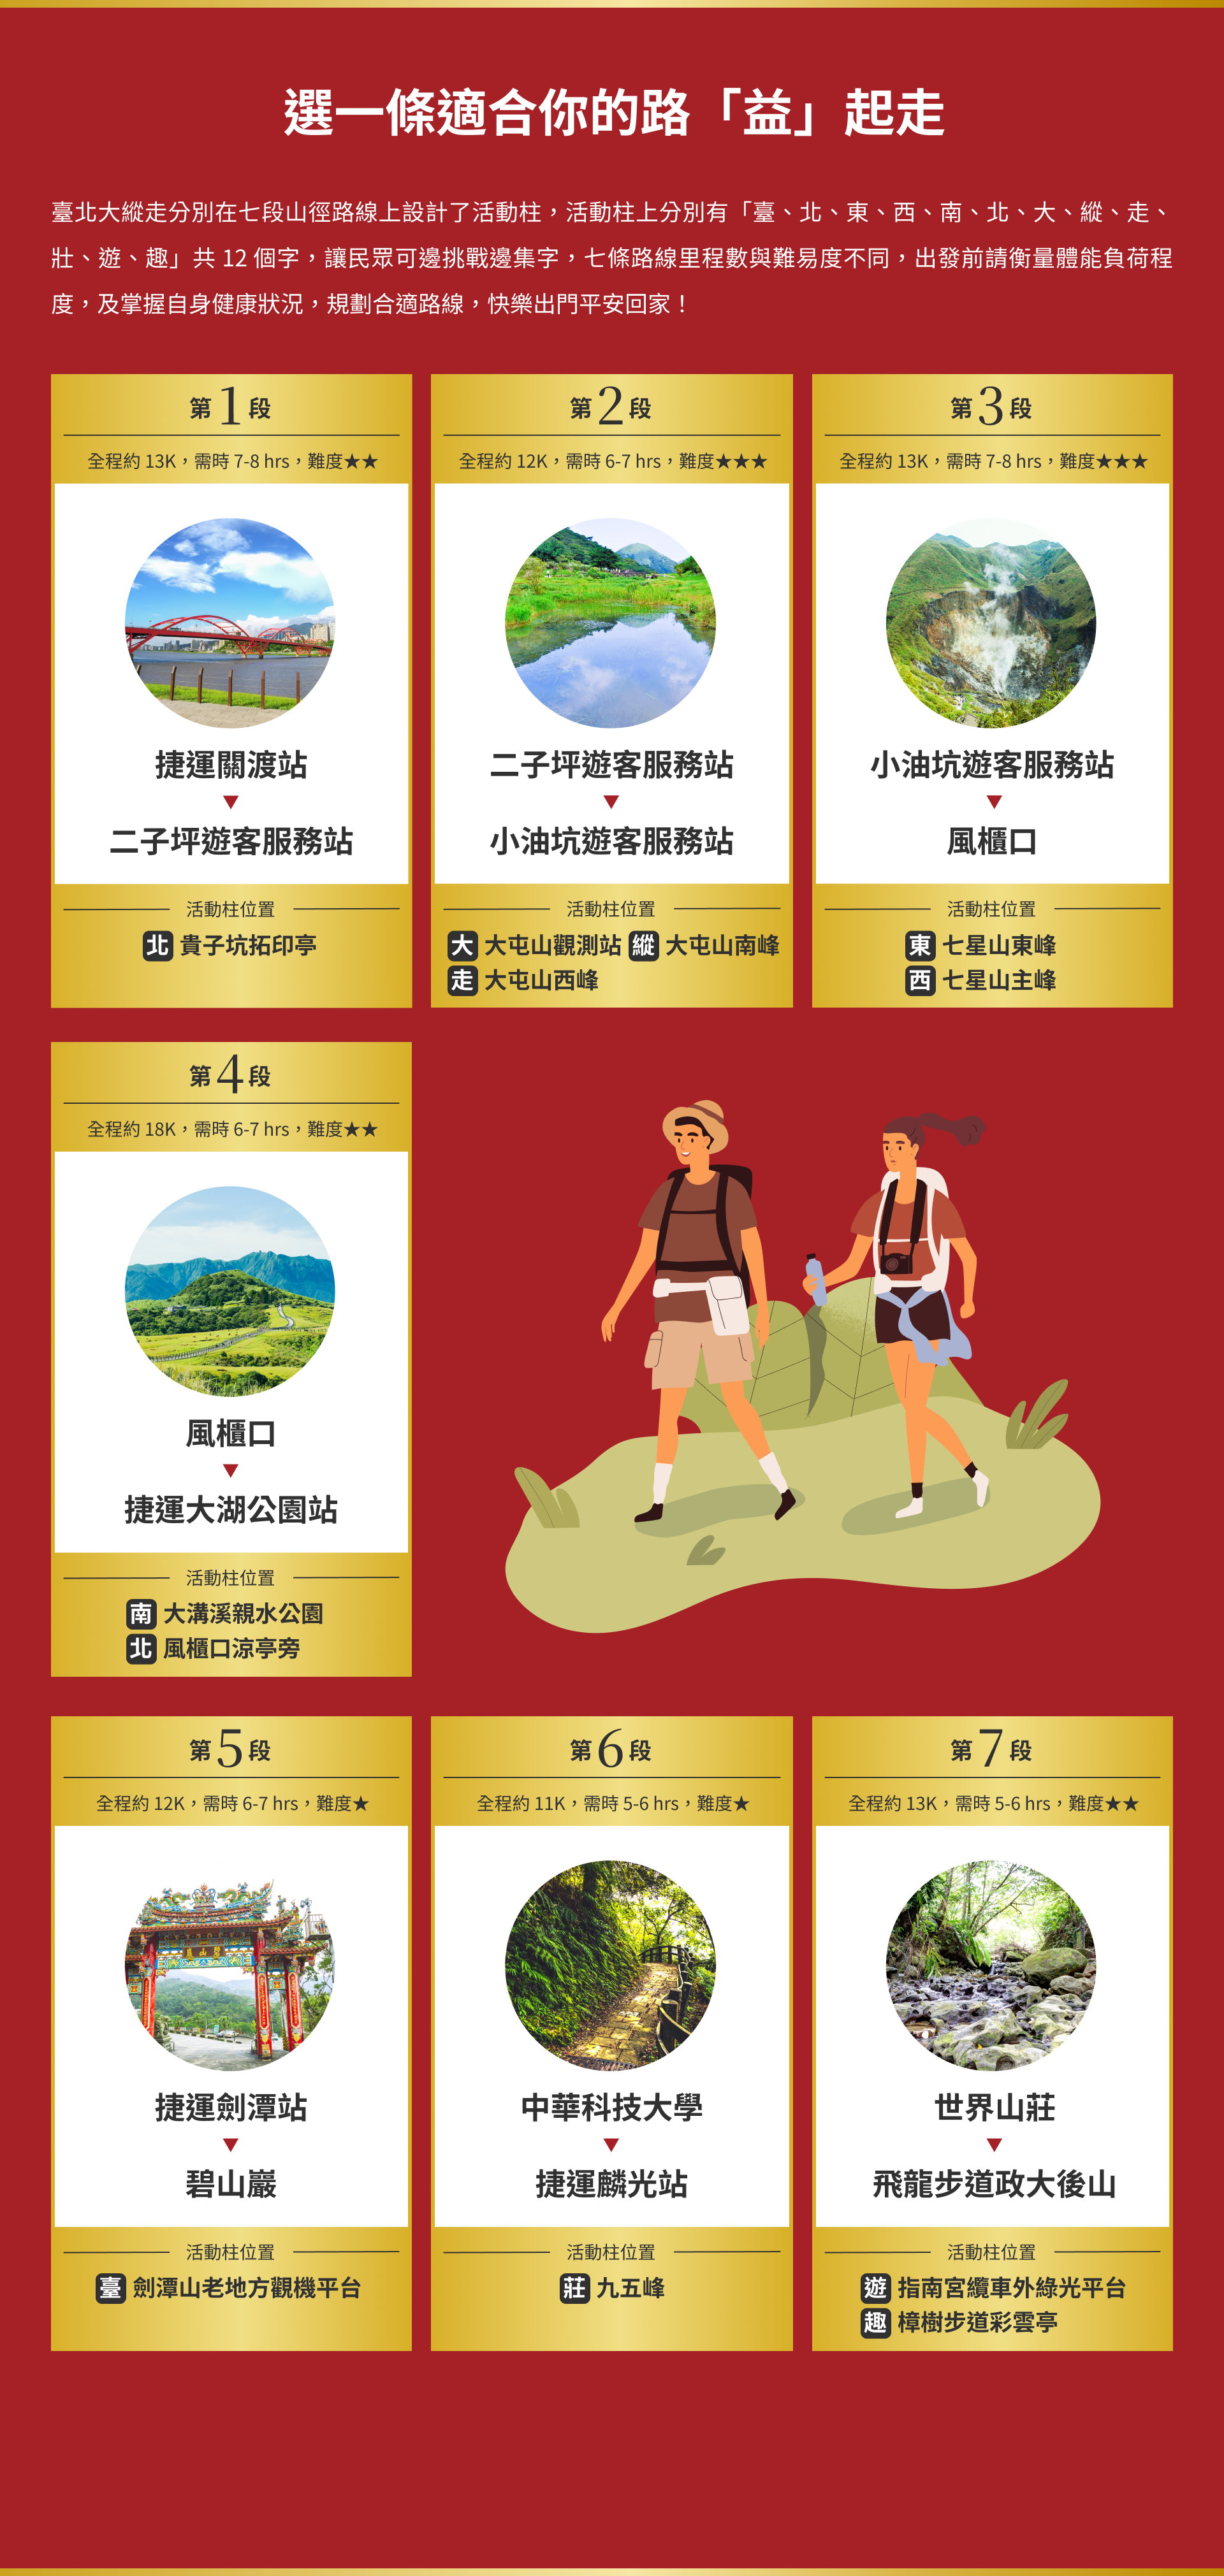 選一條適合你的路「益」起走
臺北大縱走分別在七段山徑路線上設計了活動柱，活動柱上分別有「臺、北、東、西、南、北、大、縱、走、
壯、遊、趣」共 12 個字，讓民眾可邊挑戰邊集字，七條路線里程數與難易度不同，出發前請衡量體能負荷程
度，及掌握自身健康狀況，規劃合適路線，快樂出門平安回家！
第1段
全程約 13K，需時 7-8 hrs，難度★★
捷運關渡站
▼
二子坪遊客服務站
活動柱位置
北 貴子坑拓印亭
第2段
全程約 12K，需時 6-7 hrs，難度★★★
二子坪遊客服務站
▼
小油坑遊客服務站
活動柱位置
大 大屯山觀測站 縱 大屯山南峰
走 大屯山西峰
第3段
全程約 13K，需時 7-8 hrs，難度★★★
小油坑遊客服務站
▼
風櫃口
活動柱位置
東 七星山東峰
西 七星山主峰
第4段
全程約 18K，需時 6-7 hrs，難度★★
風櫃口
▼
捷運大湖公園站
活動柱位置
南 大溝溪親水公園
北 風櫃口涼亭旁
第5段
全程約 12K，需時 6-7 hrs，難度★
捷運劍潭站
▼
碧山巖
活動柱位置
臺 劍潭山老地方觀機平台
第6段
全程約 11K，需時 5-6 hrs，難度★
中華科技大學
▼
捷運麟光站
活動柱位置
莊 九五峰
第7段
全程約 13K，需時 5-6 hrs，難度★★
世界山莊
▼
飛龍步道政大後山
活動柱位置
遊 指南宮纜車外綠光平台
趣 樟樹步道彩雲亭